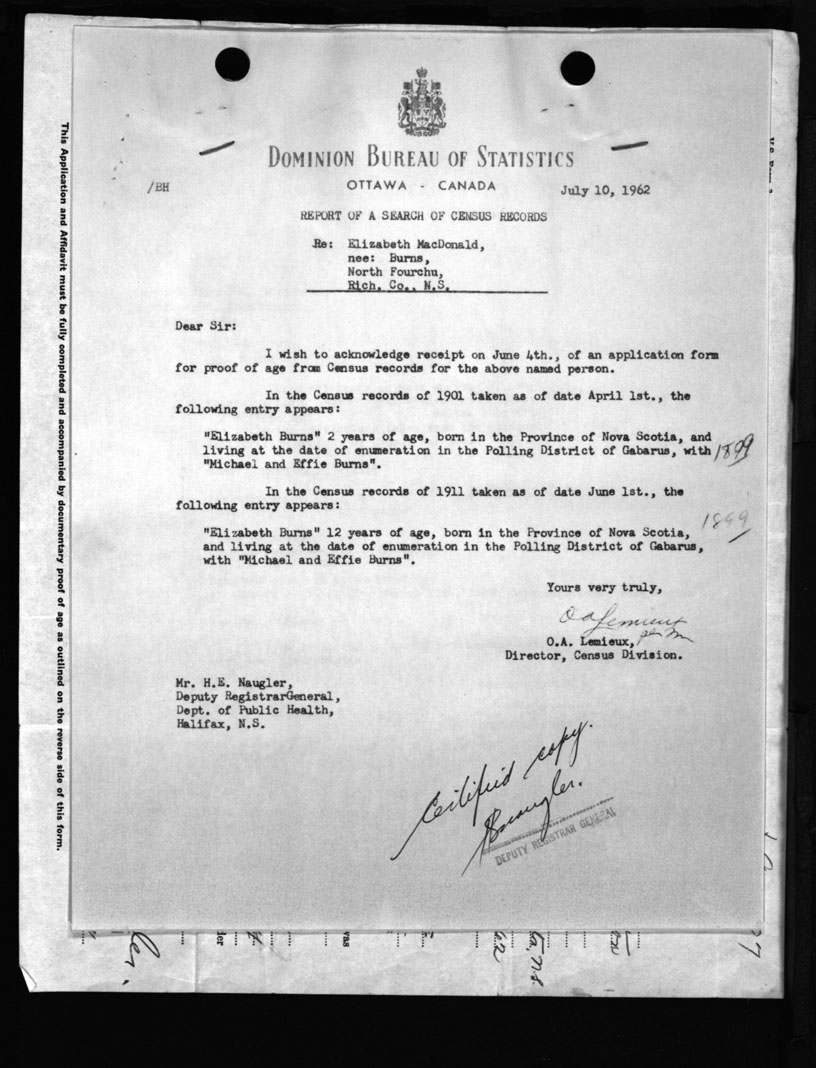 DOMINION BUREAU OF STATISTICS
OTTAWA - CANADA
/BH
July 10, 1962
REPORT OF A SEARCH OF CENSUS RECORDS
Re: Elizabeth MacDonald,
nee: Burns,
North Fourchu,
Rich. Co., N.S.
Dear Sir:
I wish to acknowledge receipt on June 4th., of an application form
for proof of age from Census records for the above named person.
In the Census records of 1901 taken as of date April 1st., the
following entry appears:
"Elizabeth Burns" 2 years of age, born in the Province of Nova Scotia, and
living at the date of enumeration in the Polling District of Gabarus, with 1899
"Michael and Effie Burns".
In the Census records of 1911 taken as of date June 1st., the
following entry appears:
1899
"Elizabeth Burns" 12 years of age, born in the Province of Nova Scotia,
and living at the date of enumeration in the Polling District of Gabarus,
with "Michael and Effie Burns".
Yours very truly,
O A Lemieux
per M
O.A. Lemieux,
Director, Census Division.
Mr. H.E. Naugler,
Deputy RegistrarGeneral,
Dept. of Public Health,
Halifax, N.S.
Certified copy.
HENaugler.
DEPUTY REGISTRAR GENERAL
This Application and Affidavit must be fully completed and accompanied by documentary proof of age as outlined on the reverse side of this form.
ler,
was
62
N.S.